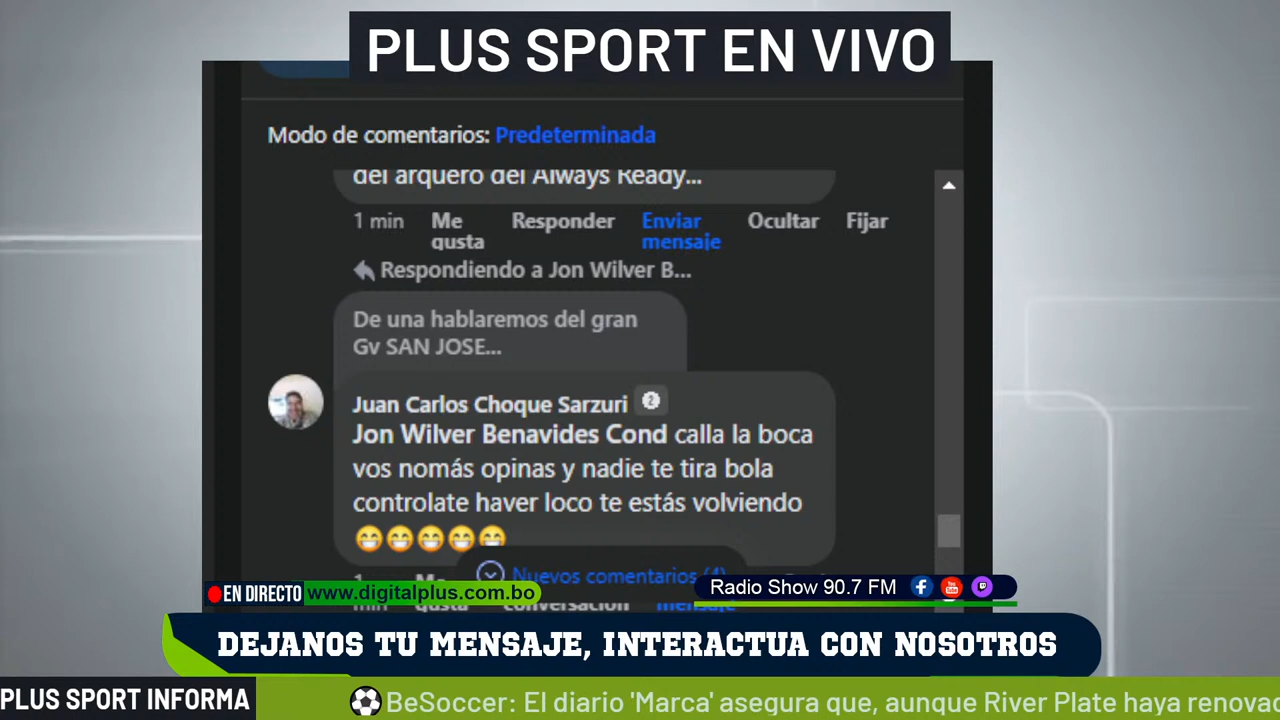 PLUS SPORT EN VIVO
Modo de comentarios: Predeterminada
del arquero del Always Ready...
1 min Me gusta Responder Enviar mensaje Ocultar Fijar
Respondiendo a Jon Wilver B...
De una hablaremos del gran
Gv SAN JOSE...
Juan Carlos Choque Sarzuri 2
Jon Wilver Benavides Cond calla la boca
vos nomás opinas y nadie te tira bola
controlate haver loco te estás volviendo
😁😁😁😁😁
Nuevos comentarios (4)
EN DIRECTO www.digitalplus.com.bo
Radio Show 90.7 FM
DEJANOS TU MENSAJE, INTERACTUA CON NOSOTROS
PLUS SPORT INFORMA
BeSoccer: El diario 'Marca' asegura que, aunque River Plate haya renovad